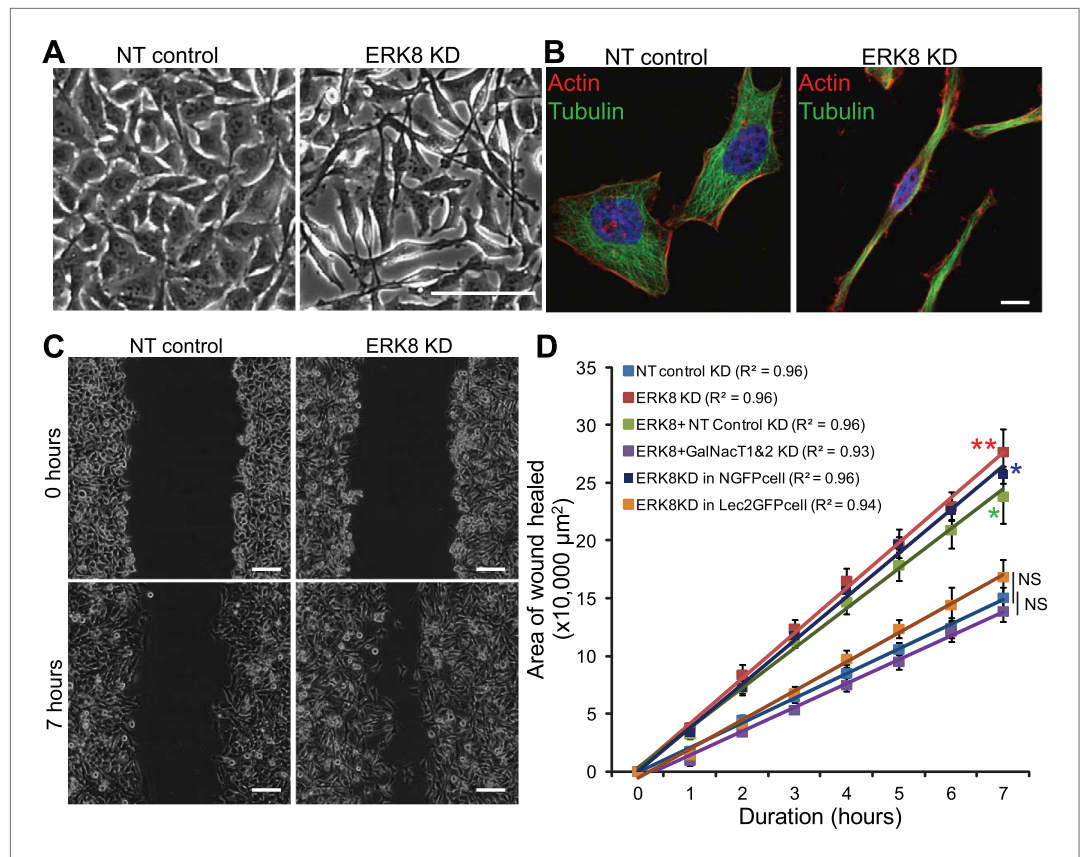 A
NT control
ERK8 KD
B
NT control
ERK8 KD
Actin
Tubulin
Actin
Tubulin
C
NT control
ERK8 KD
0 hours
7 hours
D
35
30
25
20
15
10
5
0
Area of wound healed
(x10,000 µm²)
NT control KD (R² = 0.96)
ERK8 KD (R² = 0.96)
ERK8+ NT Control KD (R² = 0.96)
ERK8+GalNacT1&2 KD (R² = 0.93)
ERK8KD in NGFPcell (R² = 0.96)
ERK8KD in Lec2GFPcell (R² = 0.94)
**
*
*
NS
NS
0 1 2 3 4 5 6 7
Duration (hours)